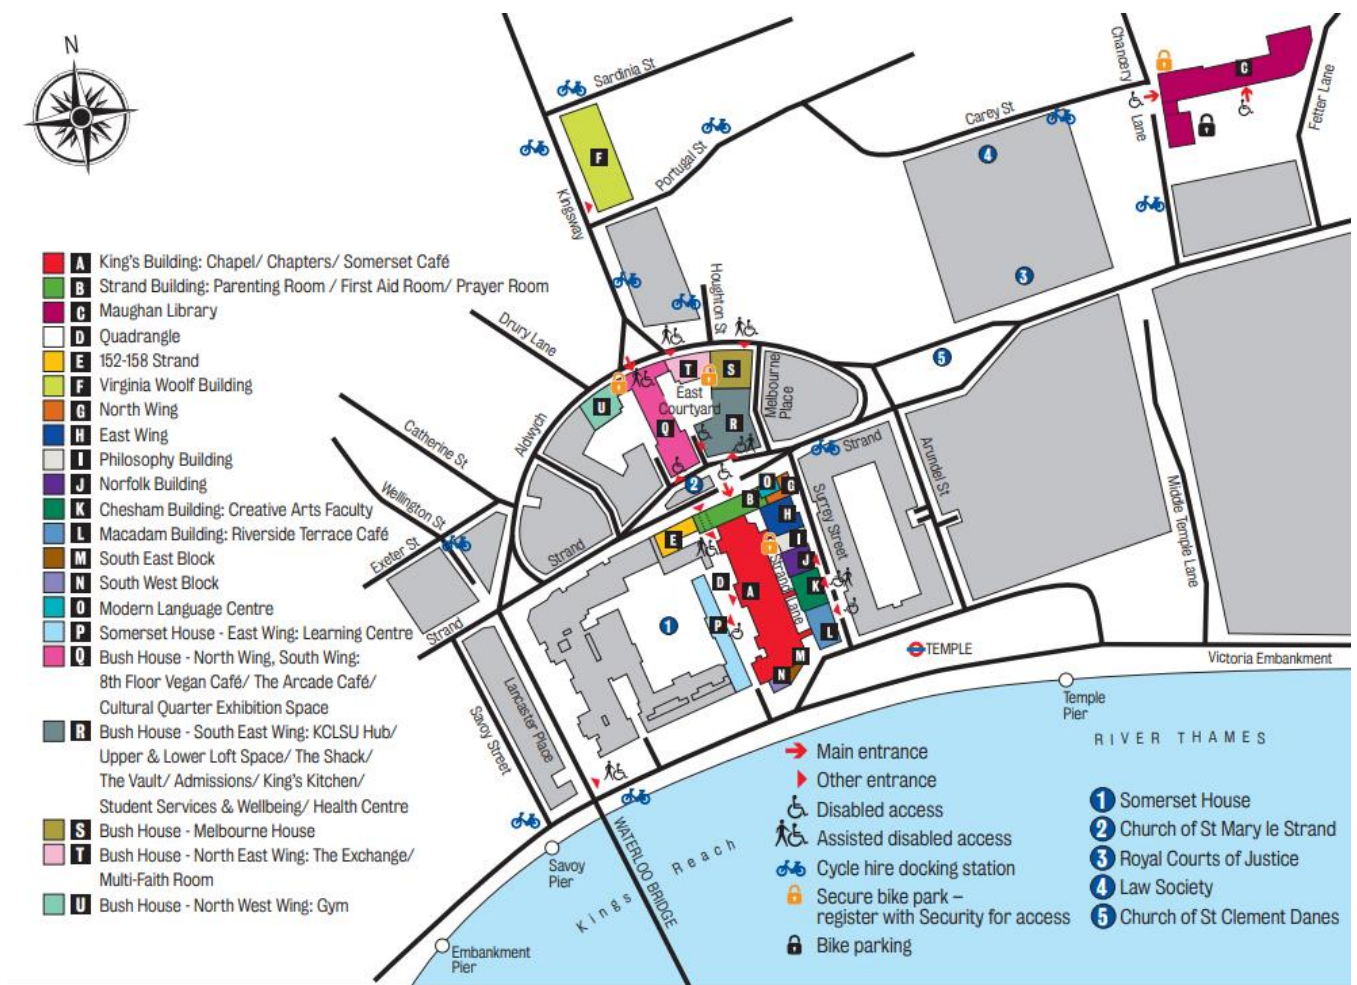 N
Sardinia St
Kingsway
Portugal St
Carey St
Chancery
Lane
Fetter Lane
C
F
4
3
A King's Building: Chapel/ Chapters/ Somerset Café
B Strand Building: Parenting Room / First Aid Room/ Prayer Room
C Maughan Library
D Quadrangle
E 152-158 Strand
F Virginia Woolf Building
G North Wing
H East Wing
I Philosophy Building
J Norfolk Building
K Chesham Building: Creative Arts Faculty
L Macadam Building: Riverside Terrace Café
M South East Block
N South West Block
O Modern Language Centre
P Somerset House - East Wing: Learning Centre
Q Bush House - North Wing, South Wing:
8th Floor Vegan Café/ The Arcade Café/
Cultural Quarter Exhibition Space
R Bush House - South East Wing: KCLSU Hub/
Upper & Lower Loft Space/ The Shack/
The Vault/ Admissions/ King's Kitchen/
Student Services & Wellbeing/ Health Centre
S Bush House - Melbourne House
T Bush House - North East Wing: The Exchange/
Multi-Faith Room
U Bush House - North West Wing: Gym
Houghton St
Drury Lane
Aldwych
Catherine St
Wellington St
Exeter St
T
S
East
Courtyard
Melbourne
Place
U
Q
R
5
2
Strand
Surrey Street
Arundel St
Middle Temple Lane
Strand
Strand
O
G
B
H
E
I
J
Strand
Lane
D
A
K
P
1
L
M
N
TEMPLE
Victoria Embankment
Savoy Street
Lancaster Place
Temple
Pier
RIVER THAMES
WATERLOO BRIDGE
Kings Reach
Savoy
Pier
Embankment
Pier
Main entrance
Other entrance
Disabled access
Assisted disabled access
Cycle hire docking station
Secure bike park –
register with Security for access
Bike parking
1 Somerset House
2 Church of St Mary le Strand
3 Royal Courts of Justice
4 Law Society
5 Church of St Clement Danes